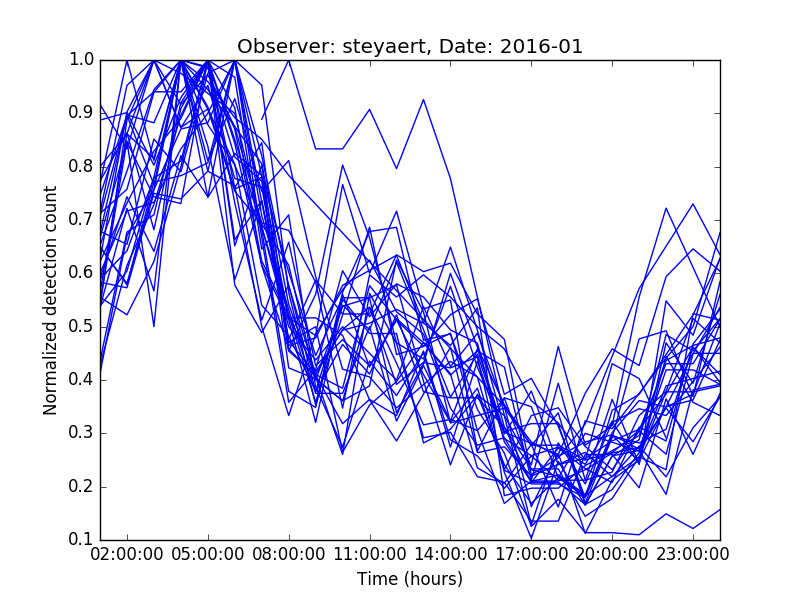 Observer: steyaert, Date: 2016-01
Normalized detection count
1.0
0.9
0.8
0.7
0.6
0.5
0.4
0.3
0.2
0.1
02:00:00 05:00:00 08:00:00 11:00:00 14:00:00 17:00:00 20:00:00 23:00:00
Time (hours)